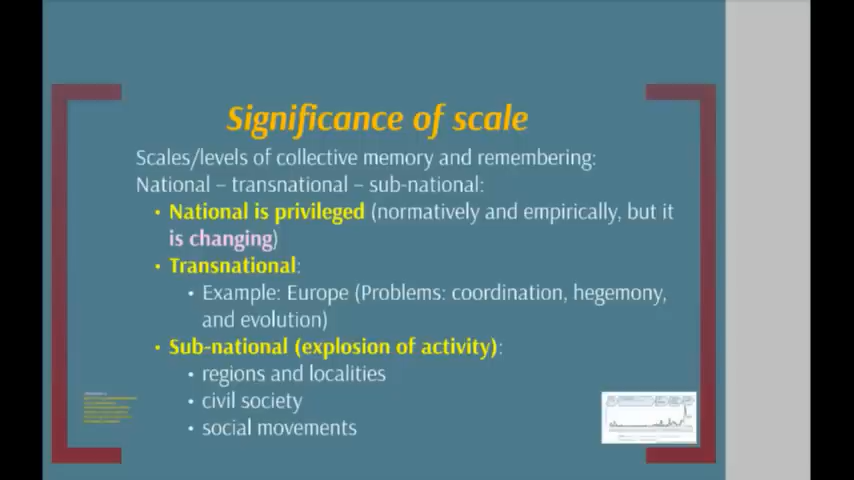 Significance of scale
Scales/levels of collective memory and remembering:
National – transnational – sub-national:
• National is privileged (normatively and empirically, but it
is changing)
• Transnational:
• Example: Europe (Problems: coordination, hegemony,
and evolution)
• Sub-national (explosion of activity):
• regions and localities
• civil society
• social movements